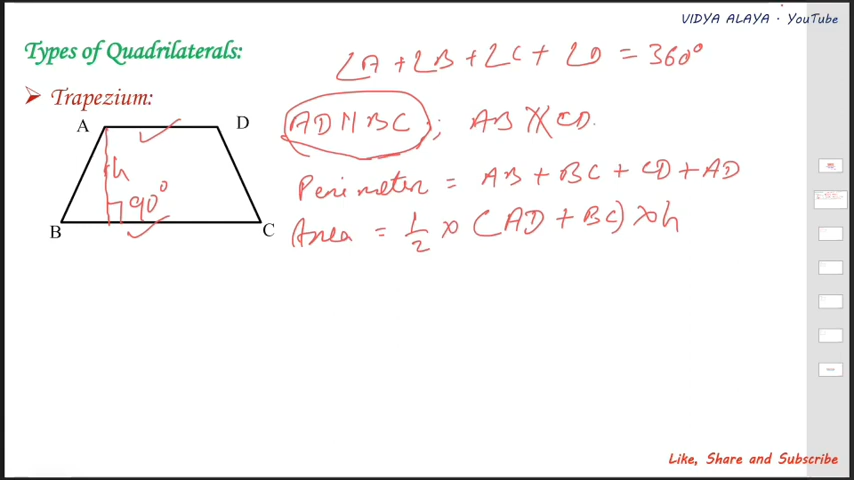 VIDYA ALAYA · YouTube
Types of Quadrilaterals:
∠A + ∠B + ∠C + ∠D = 360°
➤ Trapezium:
A D
AD || BC ; AB ∦ CD.
h
90°
B C
Perimeter = AB + BC + CD + AD
Area = 1/2 × (AD + BC) × h
Like, Share and Subscribe